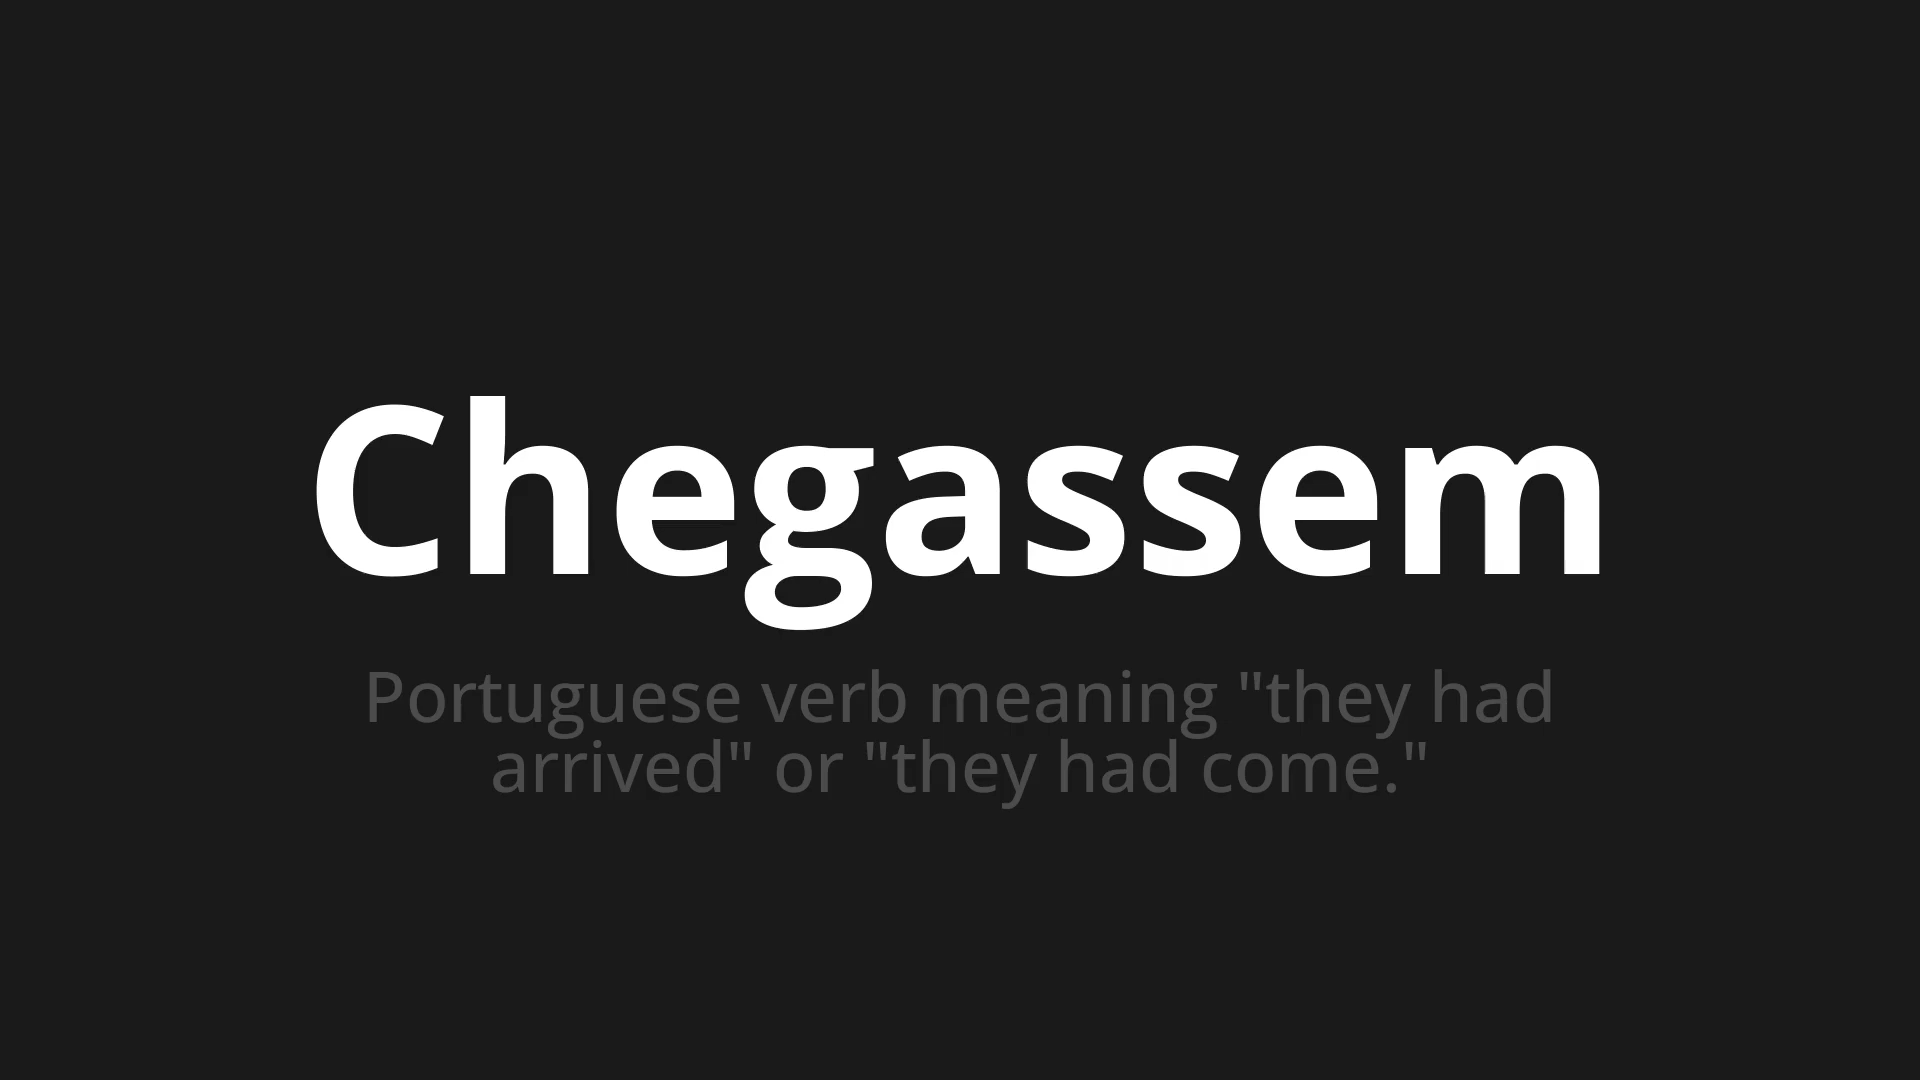 Chegassem
Portuguese verb meaning "they had
arrived" or "they had come."